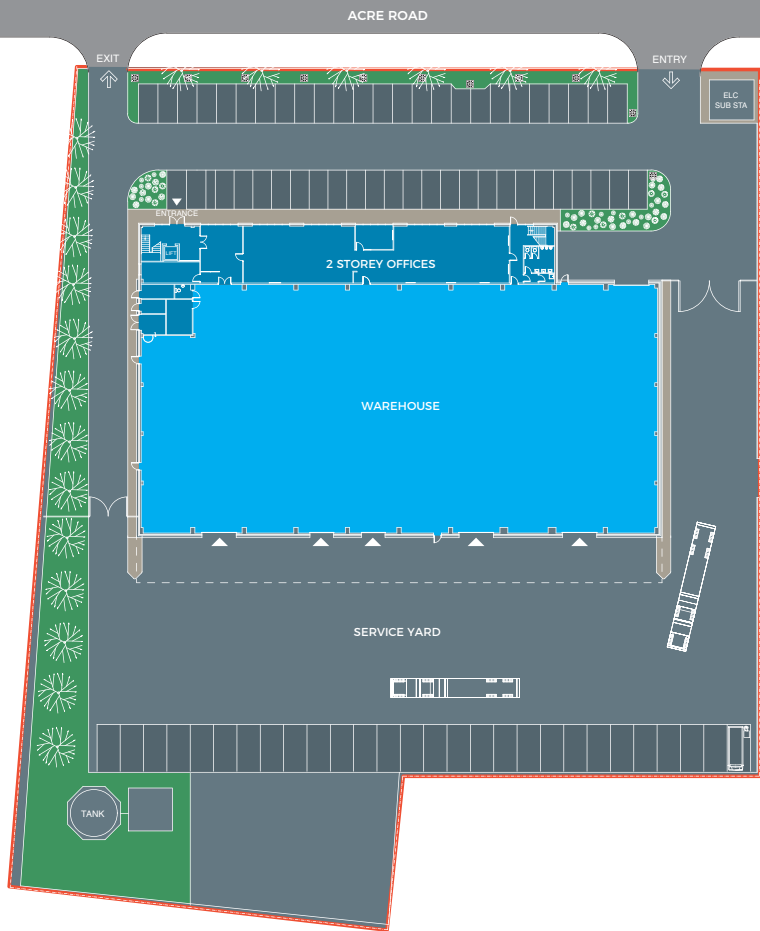 ACRE ROAD
EXIT
ENTRY
ELC
SUB STA
ENTRANCE
2 STOREY OFFICES
WAREHOUSE
SERVICE YARD
TANK